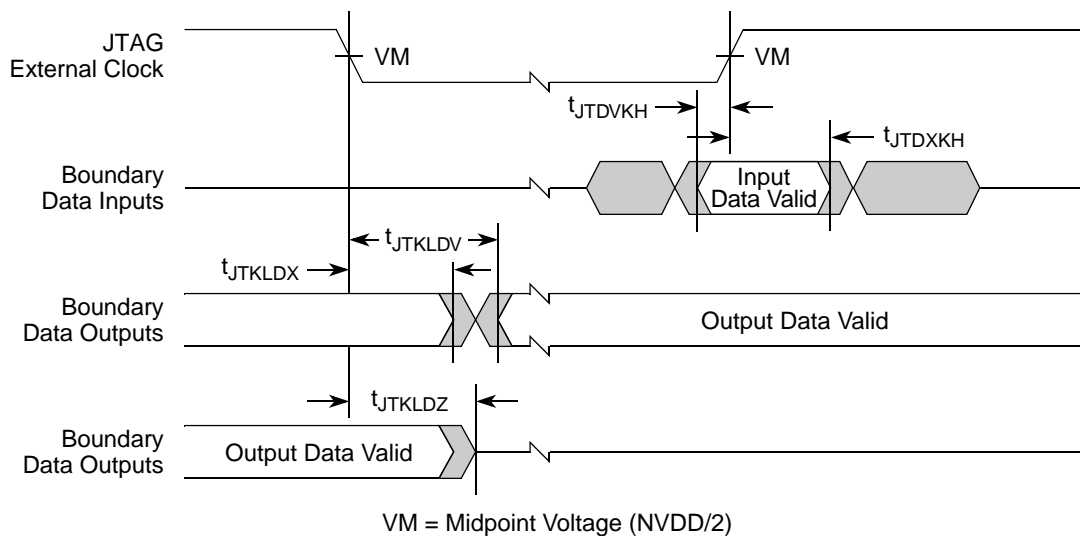 JTAG
External Clock
VM
VM
tJTDVKH
tJTDXKH
Boundary
Data Inputs
Input
Data Valid
tJTKLDV
tJTKLDX
Boundary
Data Outputs
Output Data Valid
tJTKLDZ
Boundary
Data Outputs
Output Data Valid
VM = Midpoint Voltage (NVDD/2)